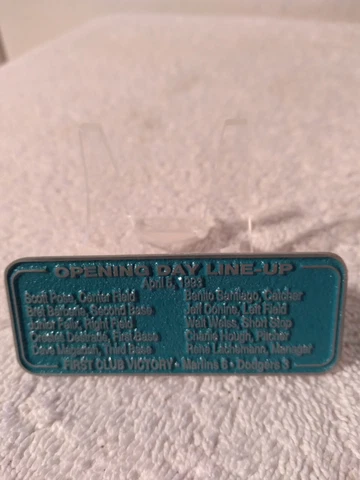 OPENING DAY LINE-UP
April 5, 1993
Scott Pose, Center Field Benito Santiago, Catcher
Bret Barberie, Second Base Jeff Conine, Left Field
Junior Felix, Right Field Walt Weiss, Short Stop
Orestes Destrade, First Base Charlie Hough, Pitcher
Dave Magadan, Third Base Rene Lachemann, Manager
FIRST CLUB VICTORY • Marlins 6 • Dodgers 3